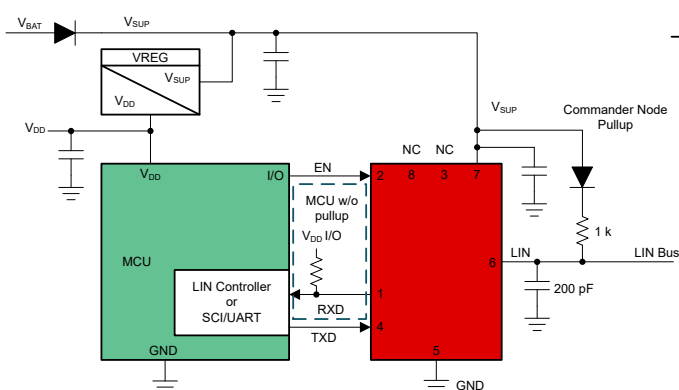 VBAT
VSUP
VREG
VSUP
VDD
VDD
VSUP
Commander Node
Pullup
NC NC
VDD
I/O
EN
2
8
3
7
MCU w/o
pullup
VDD I/O
1 k
MCU
LIN
LIN Bus
6
LIN Controller
or
SCI/UART
1
200 pF
RXD
4
TXD
GND
5
GND